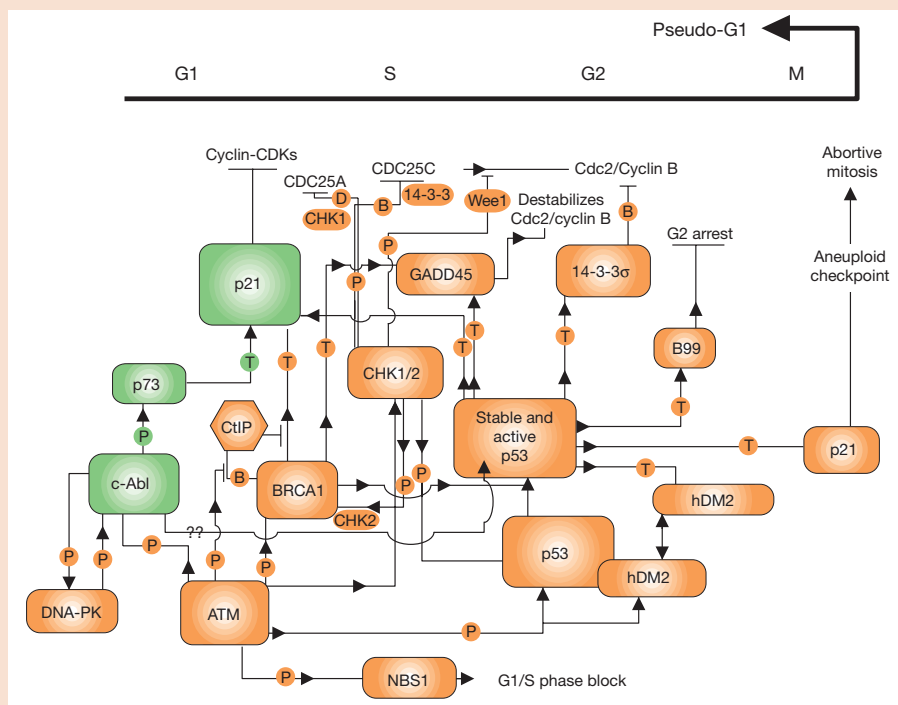 Pseudo-G1
G1 S G2 M
Cyclin-CDKs
CDC25A
D
CHK1
CDC25C
B
14-3-3
P
P
Wee1
Cdc2/Cyclin B
Destabilizes
Cdc2/cyclin B
B
Abortive
mitosis
G2 arrest
Aneuploid
checkpoint
p21
GADD45
14-3-3σ
T
T
T
T
T
T
B99
p73
CHK1/2
T
P
CtIP
Stable and
active
p53
T
p21
c-Abl
B
BRCA1
P
P
T
hDM2
CHK2
??
P
P
P
P
P
p53
hDM2
DNA-PK
ATM
P
P
NBS1
G1/S phase block